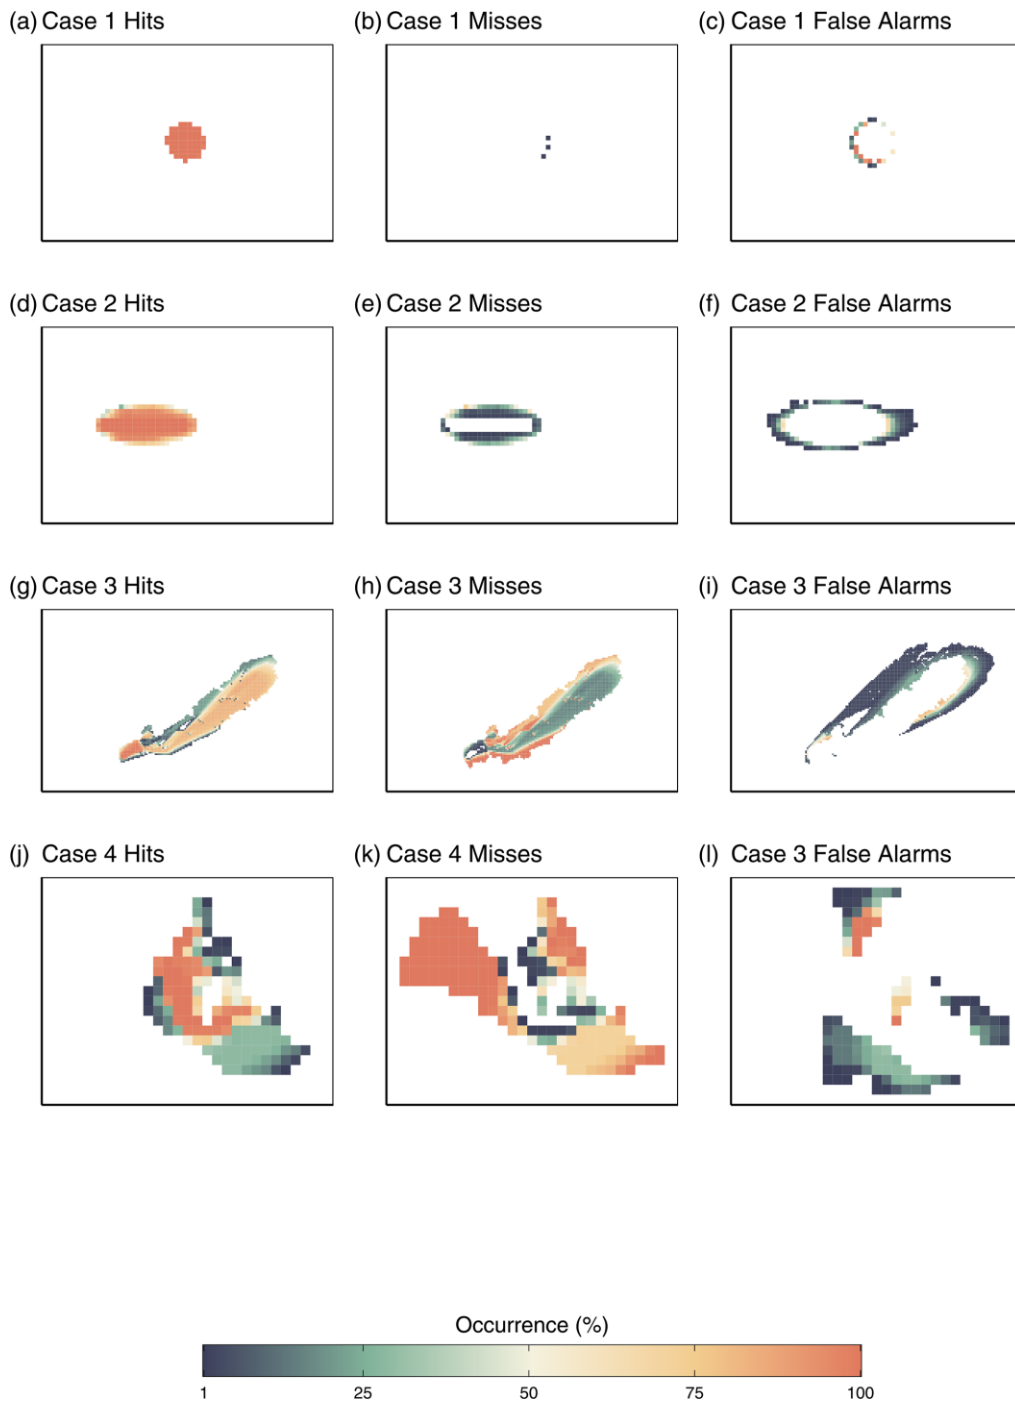 (a) Case 1 Hits
(b) Case 1 Misses
(c) Case 1 False Alarms
(d) Case 2 Hits
(e) Case 2 Misses
(f) Case 2 False Alarms
(g) Case 3 Hits
(h) Case 3 Misses
(i) Case 3 False Alarms
(j) Case 4 Hits
(k) Case 4 Misses
(l) Case 3 False Alarms
Occurrence (%)
1 25 50 75 100